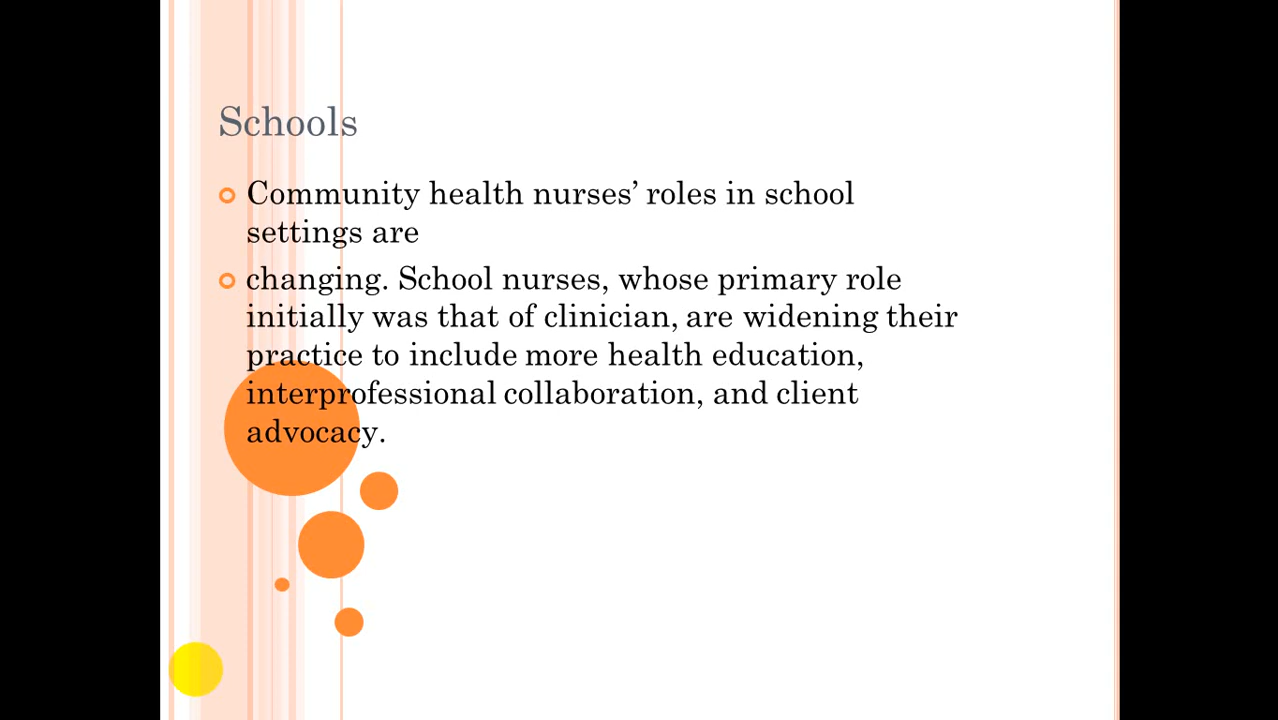 Schools
Community health nurses’ roles in school
settings are
changing. School nurses, whose primary role
initially was that of clinician, are widening their
practice to include more health education,
interprofessional collaboration, and client
advocacy.